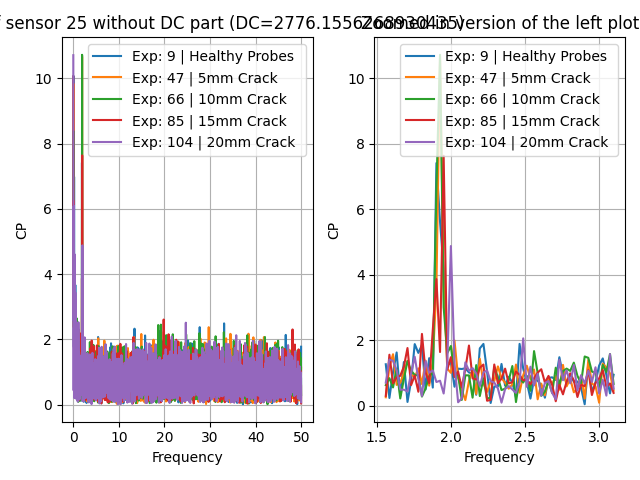 f sensor 25 without DC part (DC=2776.155
version of the left plot
Exp: 9 | Healthy Probes
Exp: 47 | 5mm Crack
Exp: 66 | 10mm Crack
Exp: 85 | 15mm Crack
Exp: 104 | 20mm Crack
10
8
6
4
2
0
CP
0 10 20 30 40 50
Frequency
Exp: 9 | Healthy Probes
Exp: 47 | 5mm Crack
Exp: 66 | 10mm Crack
Exp: 85 | 15mm Crack
Exp: 104 | 20mm Crack
10
8
6
4
2
0
CP
1.5 2.0 2.5 3.0
Frequency